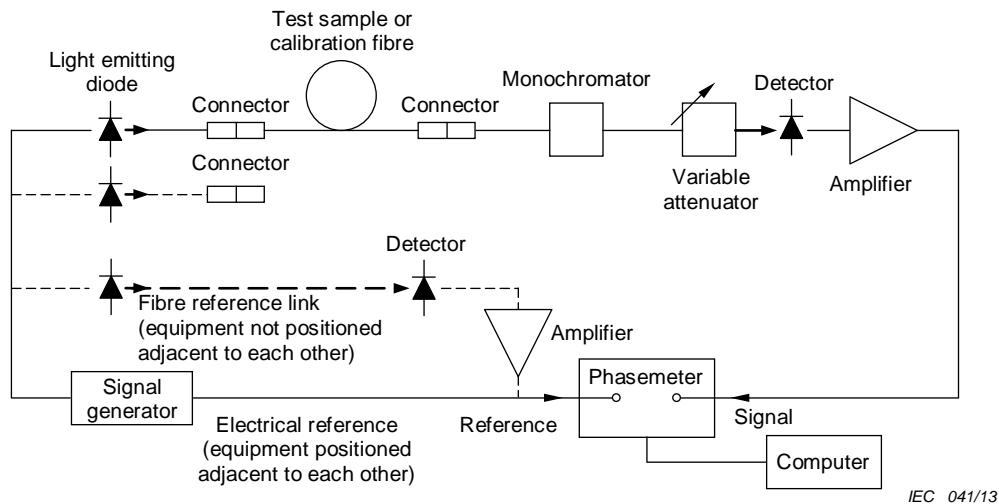 Test sample or
calibration fibre
Light emitting
diode
Connector
Connector
Monochromator
Detector
Connector
Variable
attenuator
Amplifier
Detector
Fibre reference link
(equipment not positioned
adjacent to each other)
Amplifier
Signal
generator
Phasemeter
Electrical reference
(equipment positioned
adjacent to each other)
Reference
Signal
Computer
IEC 041/13